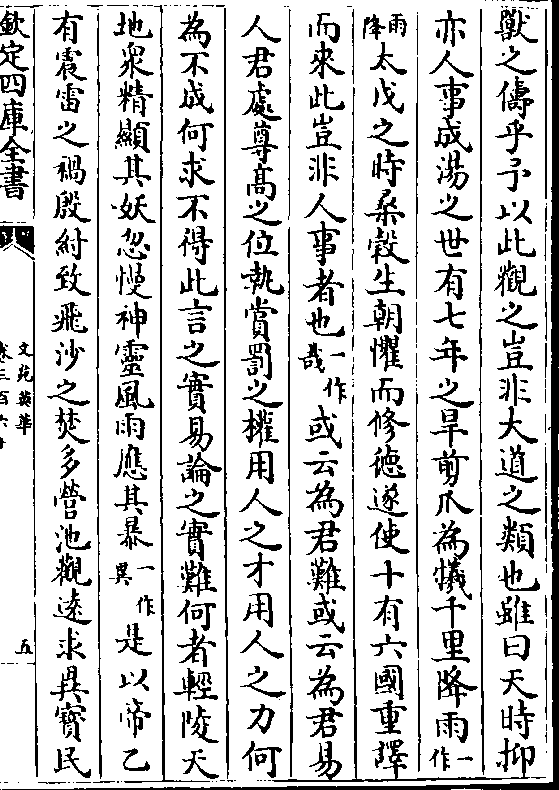 獸之儔乎予以此觀之豈非大道之類也雖曰天時抑
亦人事成湯之世有七年之旱剪爪為犧千里降雨一作
雨降太戊之時桑穀生朝懼而修德遂使十有六國重譯
而來此豈非人事者也一作哉或云為君難或云為君易
人君處尊高之位執賞罰之權用人之才用人之力何
為不成何求不得此言之實易論之實難何者輕陵天
地衆精顯其妖忽慢神靈風雨應其暴一作異是以帝乙
有震雷之禍殷紂致飛沙之焚多營池觀遠求異寶民
欽定四庫全書
文苑英華
卷三百六十
五